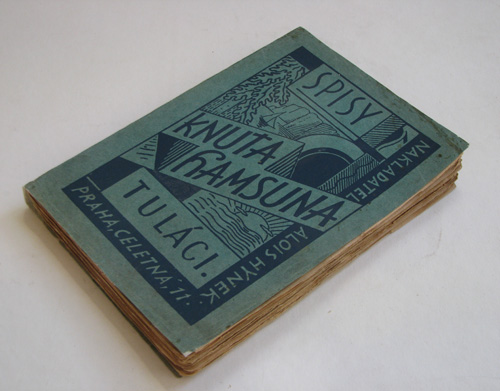 SPISY
KNUTA
HAMSUNA
TULÁCI.
NAKLADATEL
ALOIS HYNEK
PRAHA, CELETNÁ, 11.